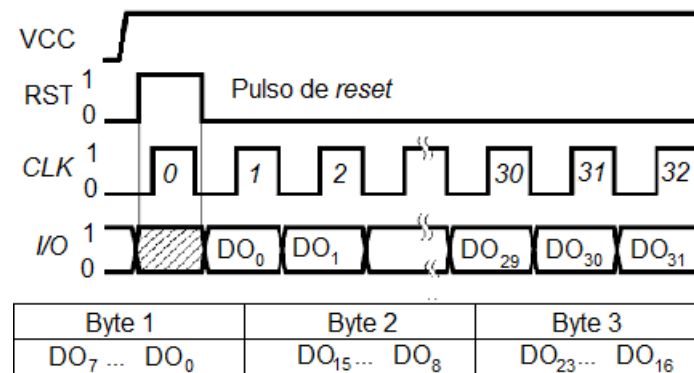 VCC
RST 1 0 Pulso de reset
CLK 1 0 0 1 2 30 31 32
I/O 1 0 DO₀ DO₁ DO₂₉ DO₃₀ DO₃₁
Byte 1 Byte 2 Byte 3
DO₇ ... DO₀ DO₁₅... DO₈ DO₂₃... DO₁₆